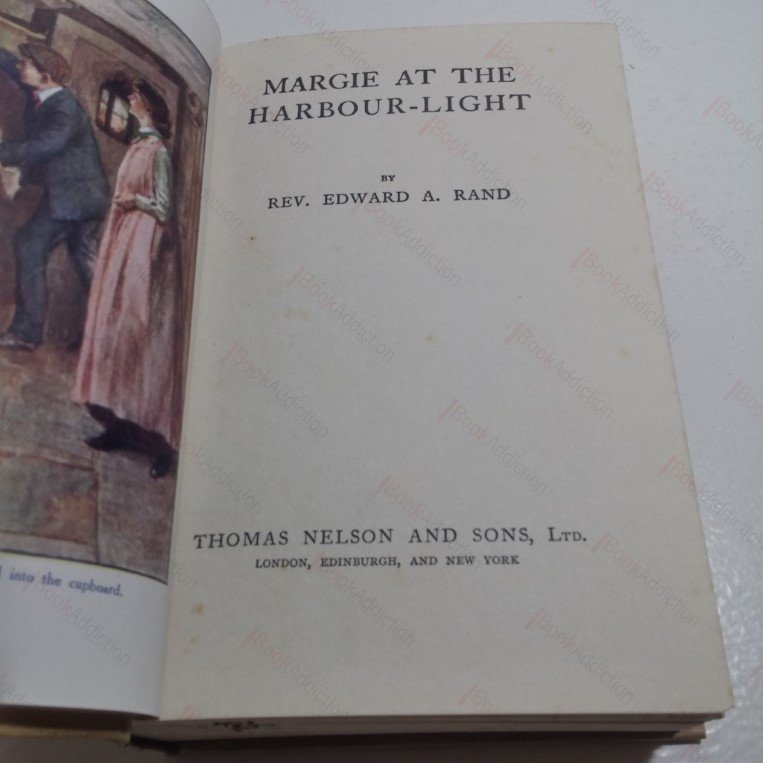 MARGIE AT THE
HARBOUR-LIGHT
BY
REV. EDWARD A. RAND
THOMAS NELSON AND SONS, LTD.
LONDON, EDINBURGH, AND NEW YORK
into the cupboard.
BookAddiction